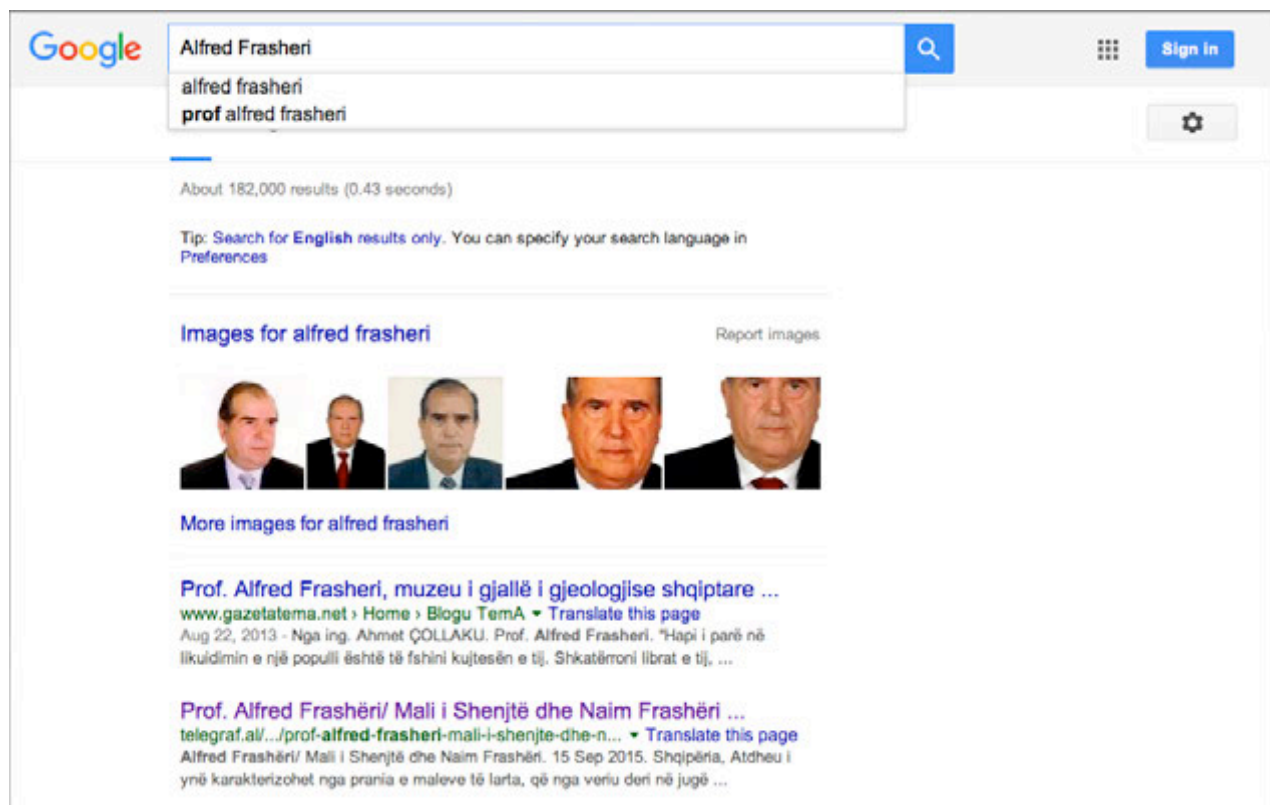 Google
Alfred Frasheri
Sign in
alfred frasheri
prof alfred frasheri
About 182,000 results (0.43 seconds)
Tip: Search for English results only. You can specify your search language in
Preferences
Images for alfred frasheri
Report images
More images for alfred frasheri
Prof. Alfred Frasheri, muzeu i gjallë i gjeologjise shqiptare ...
www.gazetatema.net › Home › Blogu TemA ▾ Translate this page
Aug 22, 2013 - Nga ing. Ahmet ÇOLLAKU. Prof. Alfred Frasheri. "Hapi i parë në
likuidimin e një populli është të fshini kujtesën e tij. Shkatërroni librat e tij, ...
Prof. Alfred Frashëri/ Mali i Shenjtë dhe Naim Frashëri ...
telegraf.al/.../prof-alfred-frasheri-mali-i-shenjte-dhe-n... ▾ Translate this page
Alfred Frashëri/ Mali i Shenjtë dhe Naim Frashëri. 15 Sep 2015. Shqipëria, Atdheu i
ynë karakterizohet nga prania e maleve të larta, që nga veriu deri në jugë ...